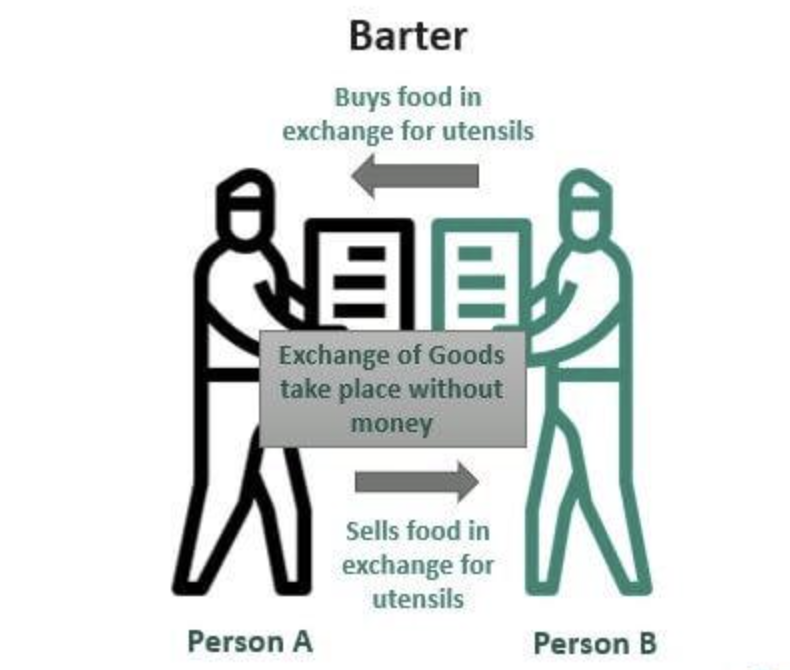 Barter
Buys food in
exchange for utensils
Exchange of Goods
take place without
money
Sells food in
exchange for
utensils
Person A
Person B